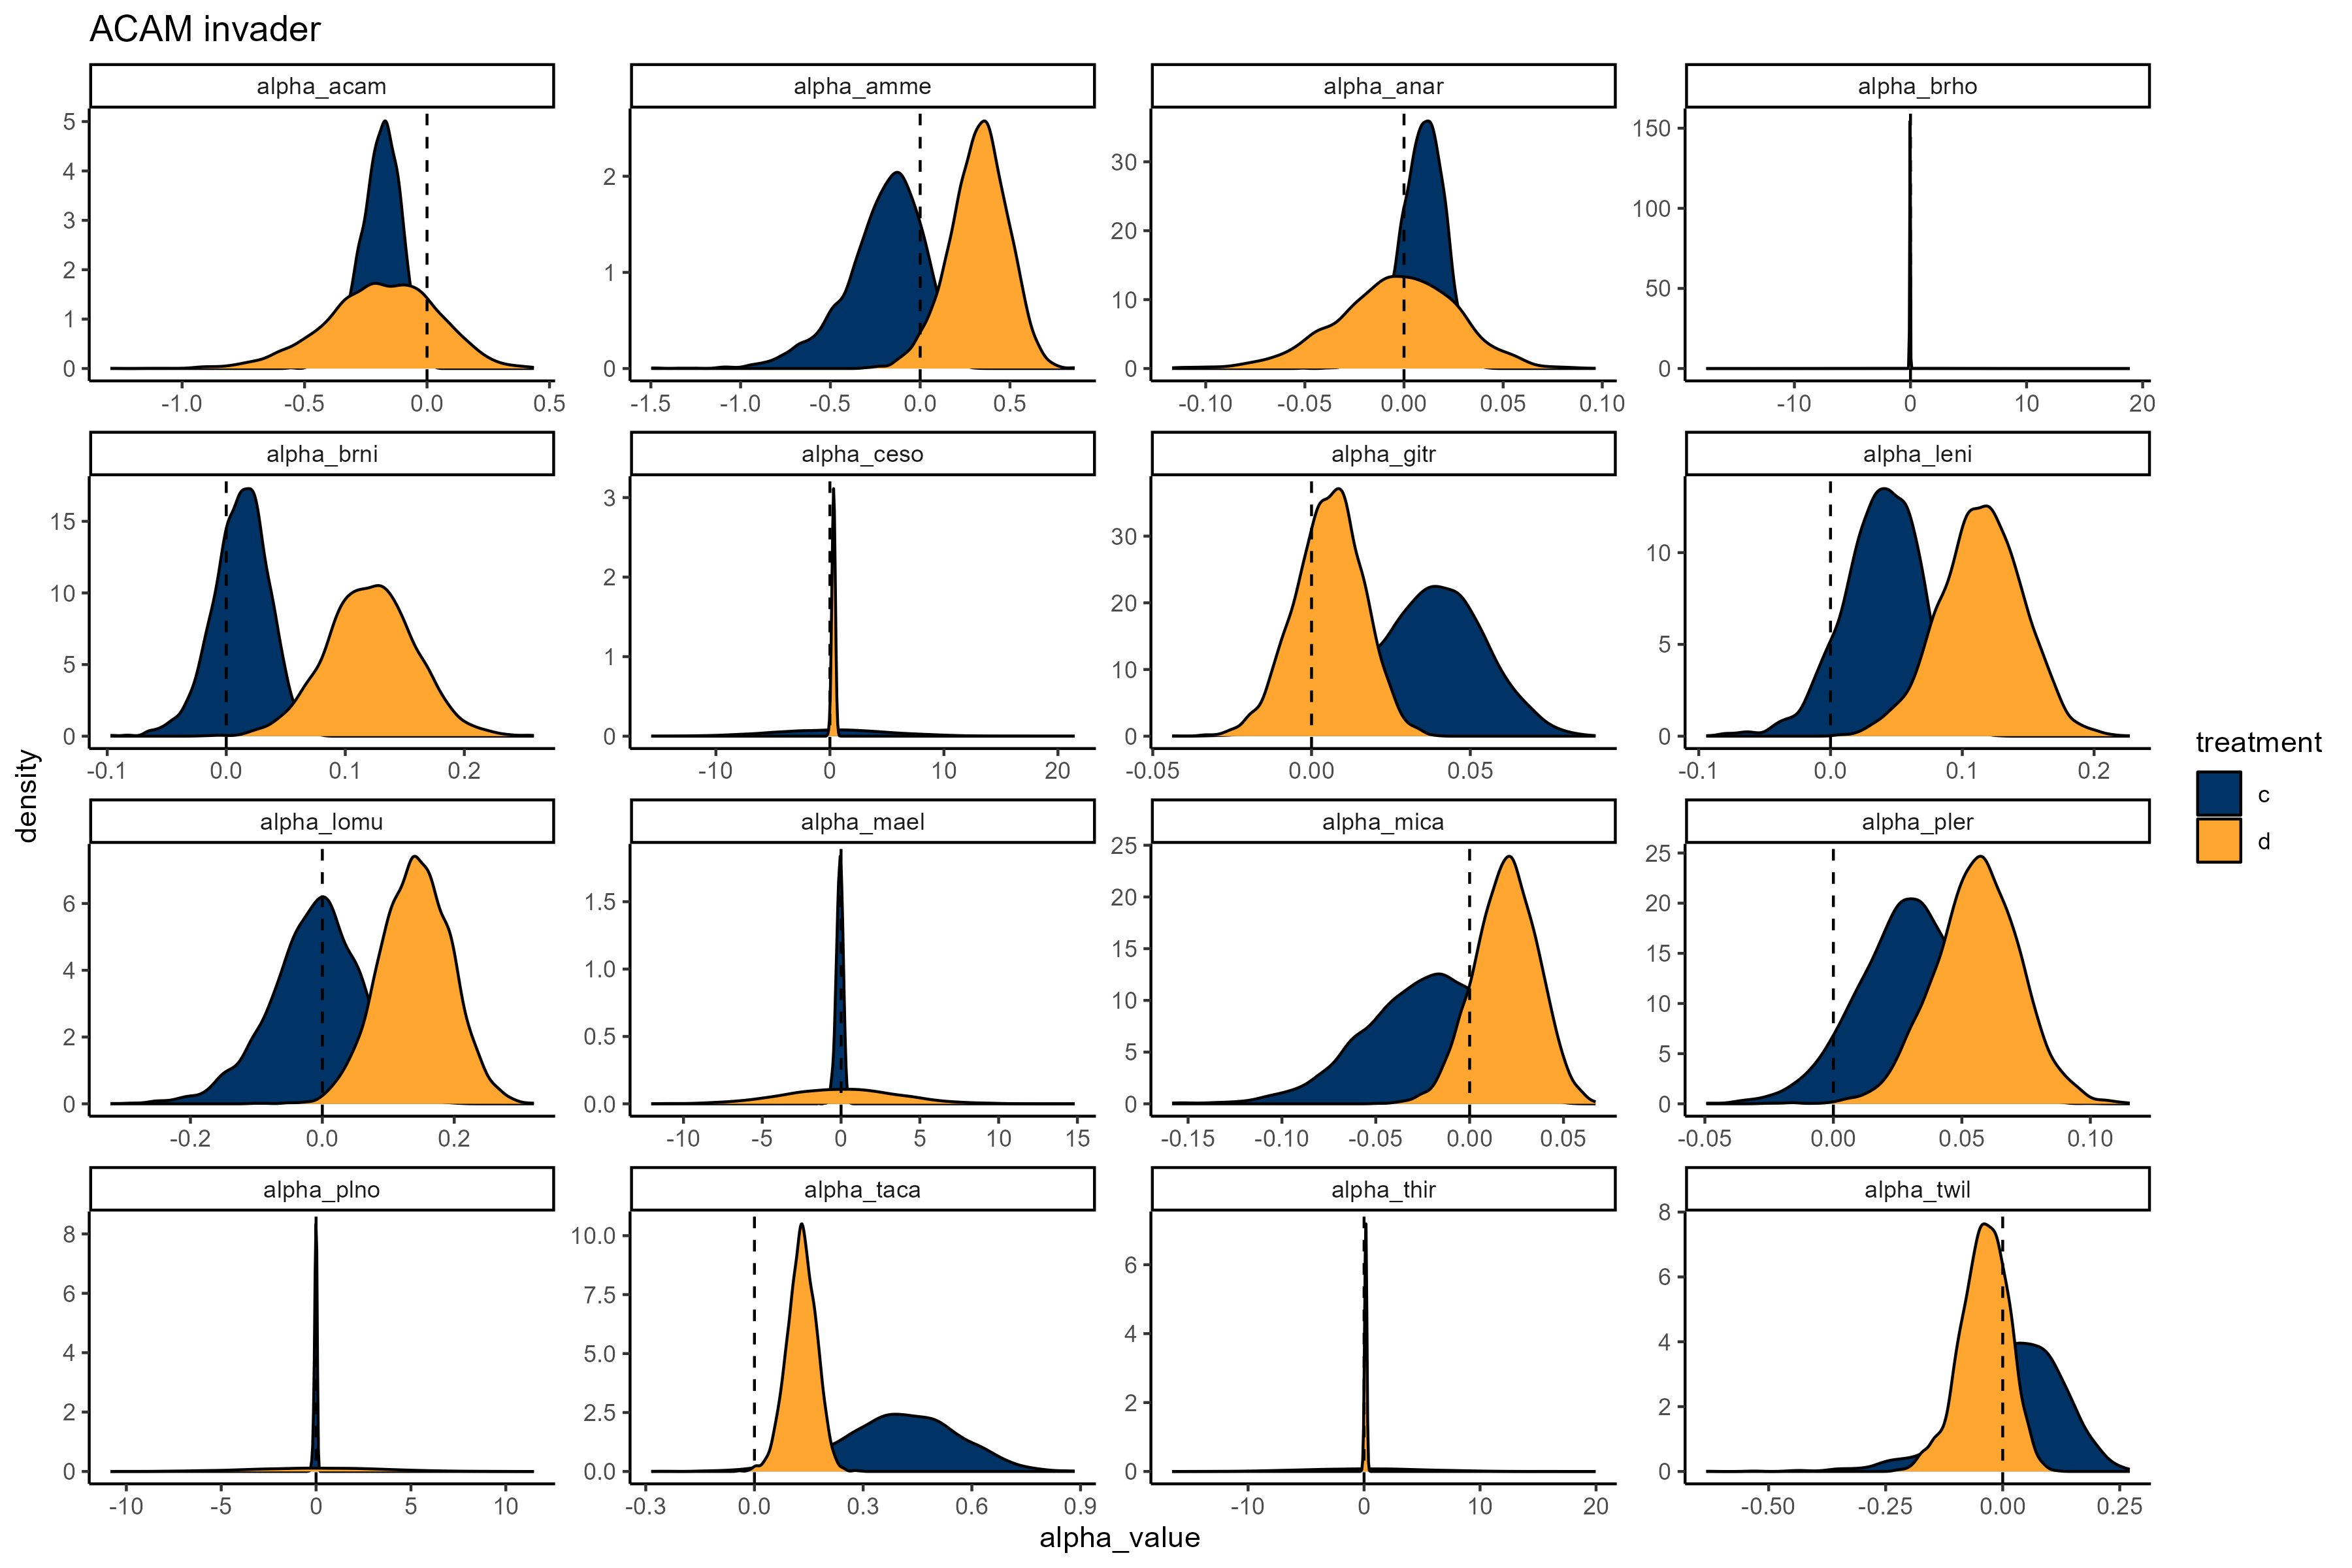 ACAM invader
alpha_acam alpha_amme alpha_anar alpha_brho
5 4 3 2 1 0
2 1 0
30 20 10 0
150 100 50 0
-1.0 -0.5 0.0 0.5
-1.5 -1.0 -0.5 0.0 0.5
-0.10 -0.05 0.00 0.05 0.10
-10 0 10 20
alpha_brni alpha_ceso alpha_gitr alpha_leni
15 10 5 0
3 2 1 0
30 20 10 0
10 5 0
-0.1 0.0 0.1 0.2
-10 0 10 20
-0.05 0.00 0.05
-0.1 0.0 0.1 0.2
alpha_lomu alpha_mael alpha_mica alpha_pler
6 4 2 0
1.5 1.0 0.5 0.0
25 20 15 10 5 0
25 20 15 10 5 0
-0.2 0.0 0.2
-10 -5 0 5 10 15
-0.15 -0.10 -0.05 0.00 0.05
-0.05 0.00 0.05 0.10
alpha_plno alpha_taca alpha_thir alpha_twil
8 6 4 2 0
10.0 7.5 5.0 2.5 0.0
6 4 2 0
8 6 4 2 0
-10 -5 0 5 10
-0.3 0.0 0.3 0.6 0.9
-10 0 10 20
-0.50 -0.25 0.00 0.25
alpha_value
density
treatment
c
d